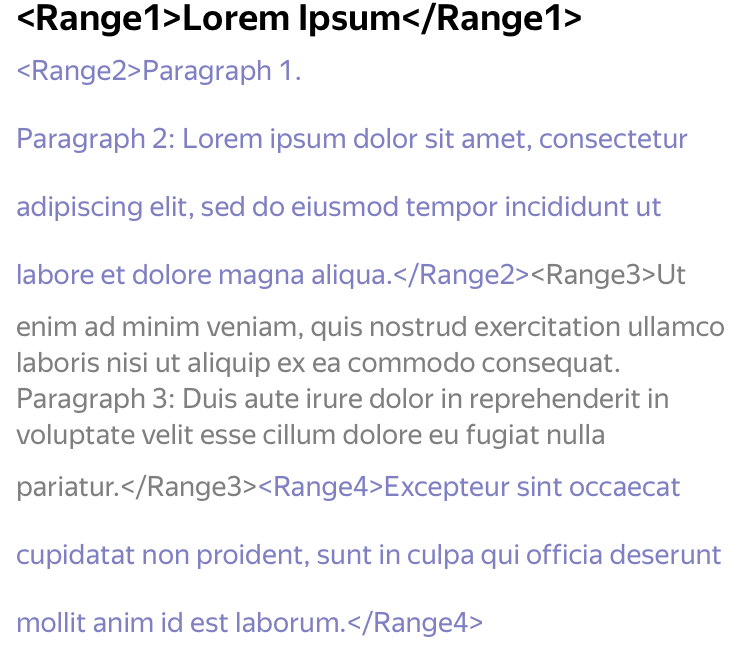 <Range1>Lorem Ipsum</Range1>
<Range2>Paragraph 1.
Paragraph 2: Lorem ipsum dolor sit amet, consectetur
adipiscing elit, sed do eiusmod tempor incididunt ut
labore et dolore magna aliqua.</Range2><Range3>Ut
enim ad minim veniam, quis nostrud exercitation ullamco
laboris nisi ut aliquip ex ea commodo consequat.
Paragraph 3: Duis aute irure dolor in reprehenderit in
voluptate velit esse cillum dolore eu fugiat nulla
pariatur.</Range3><Range4>Excepteur sint occaecat
cupidatat non proident, sunt in culpa qui officia deserunt
mollit anim id est laborum.</Range4>